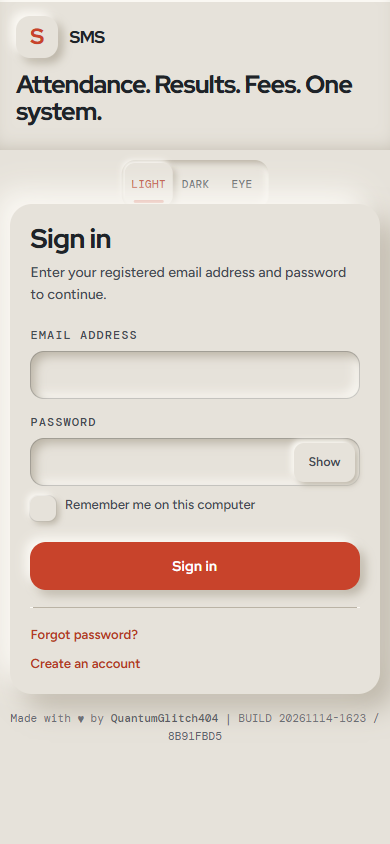 S
SMS
Attendance. Results. Fees. One
system.
LIGHT DARK EYE
Sign in
Enter your registered email address and password
to continue.
EMAIL ADDRESS
PASSWORD
Show
Remember me on this computer
Sign in
Forgot password?
Create an account
Made with ♥ by QuantumGlitch404 | BUILD 20261114-1623 /
8B91FBD5